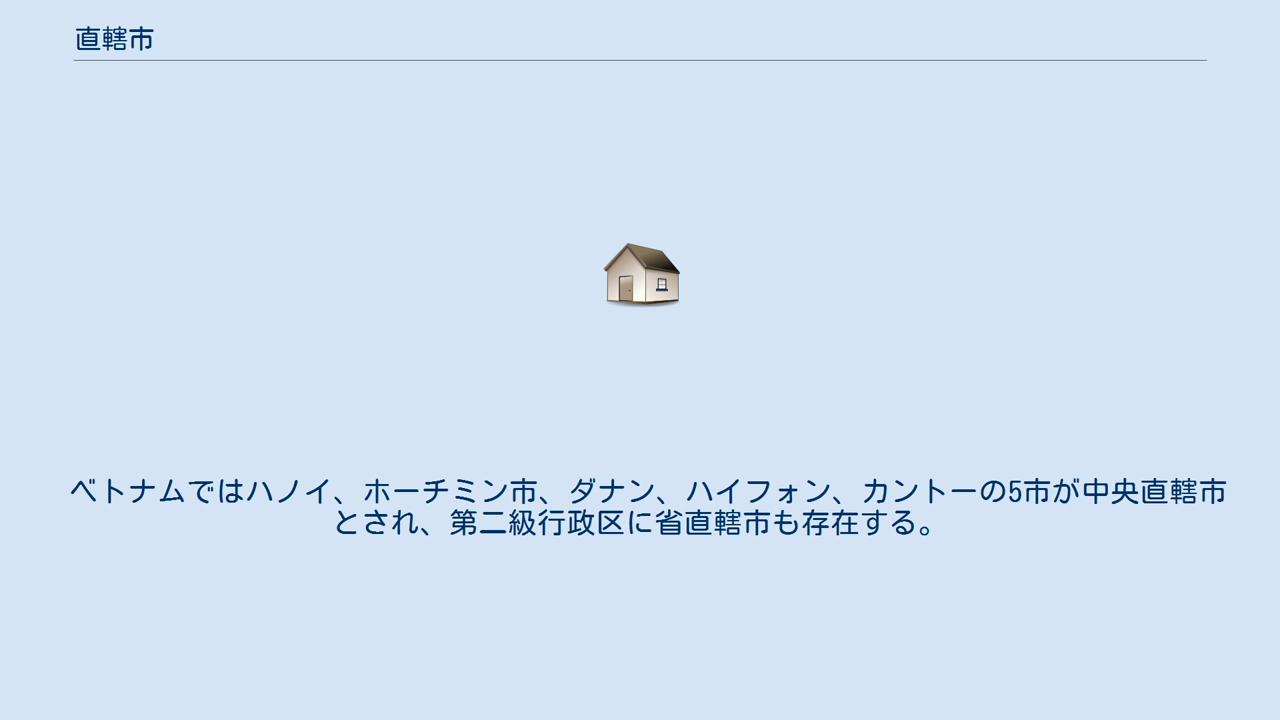 直轄市
ベトナムではハノイ、ホーチミン市、ダナン、ハイフォン、カントーの5市が中央直轄市
とされ、第二級行政区に省直轄市も存在する。